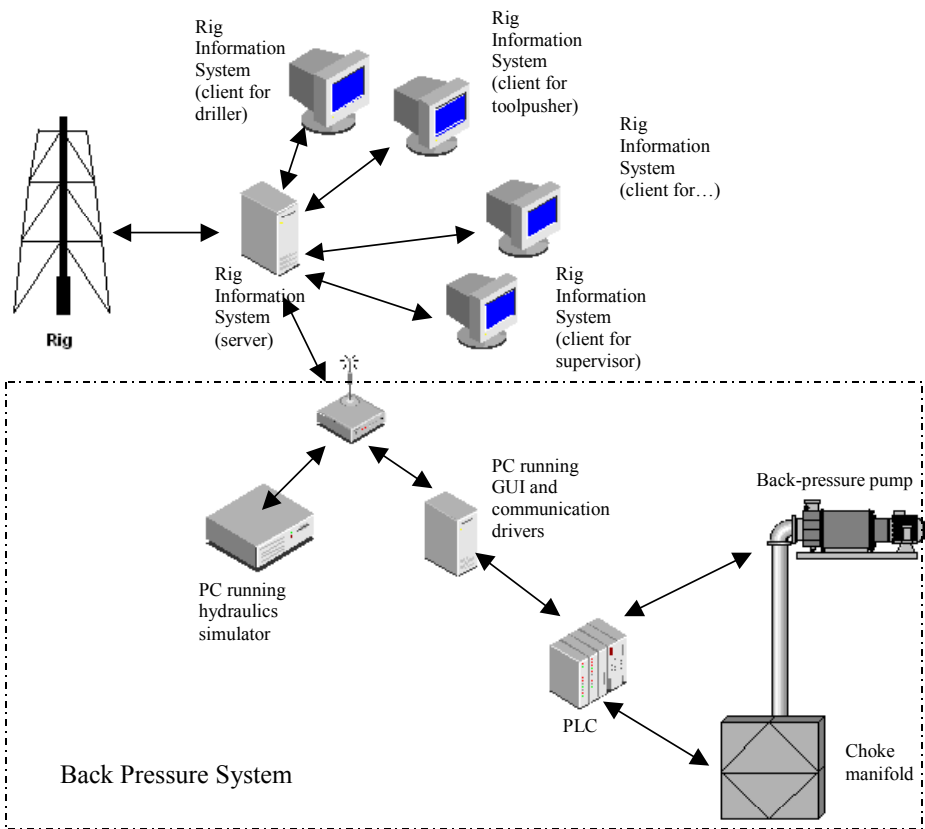 Rig
Information
System
(client for
driller)
Rig
Information
System
(client for
toolpusher)
Rig
Information
System
(client for…)
Rig
Information
System
(server)
Rig
Information
System
(client for
supervisor)
Rig
PC running
GUI and
communication
drivers
Back-pressure pump
PC running
hydraulics
simulator
PLC
Choke
manifold
Back Pressure System